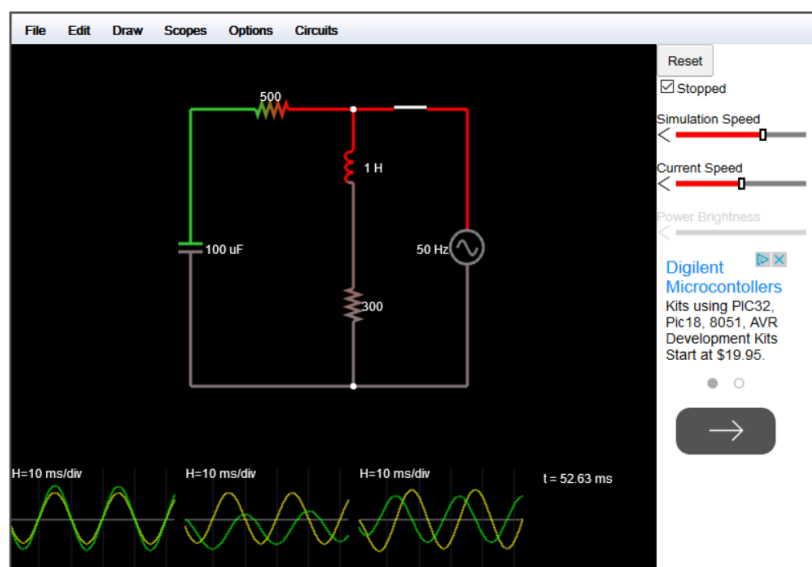 File Edit Draw Scopes Options Circuits
Reset
Stopped
Simulation Speed
Current Speed
Power Brightness
500
1 H
100 uF
50 Hz
300
Digilent
Microcontollers
Kits using PIC32,
Pic18, 8051, AVR
Development Kits
Start at $19.95.
H=10 ms/div H=10 ms/div H=10 ms/div t = 52.63 ms